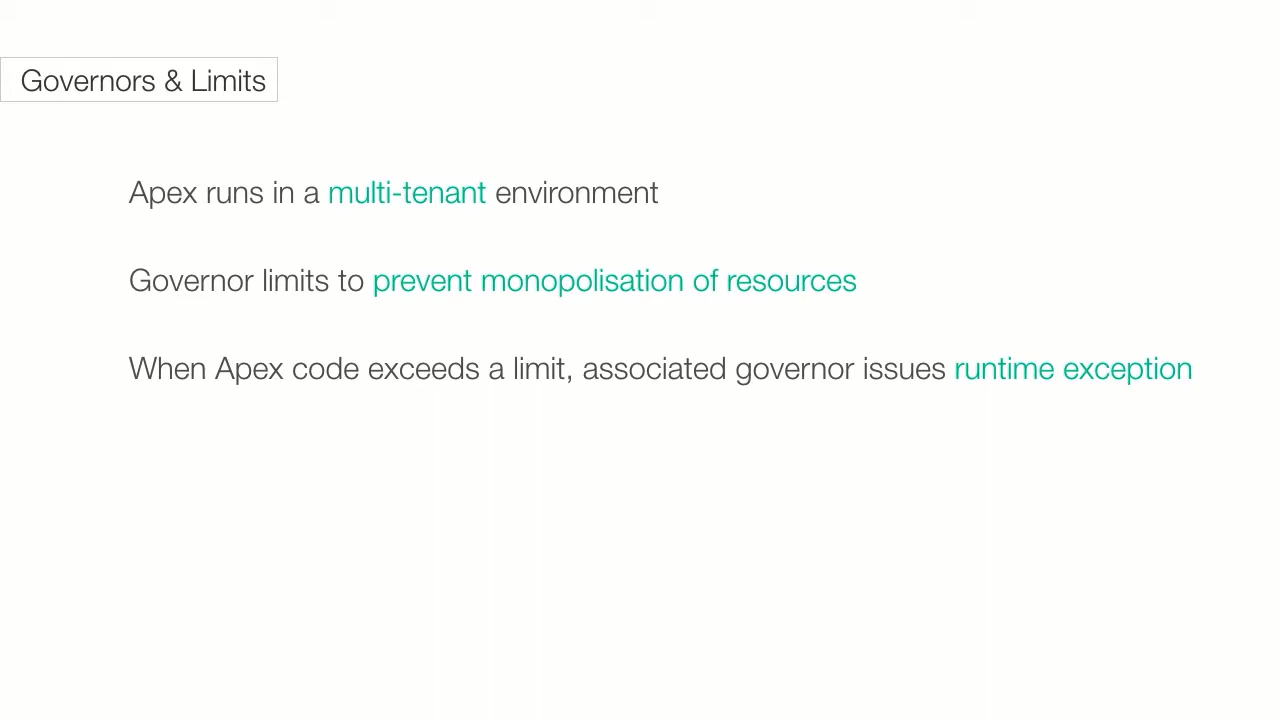 Governors & Limits
Apex runs in a multi-tenant environment
Governor limits to prevent monopolisation of resources
When Apex code exceeds a limit, associated governor issues runtime exception